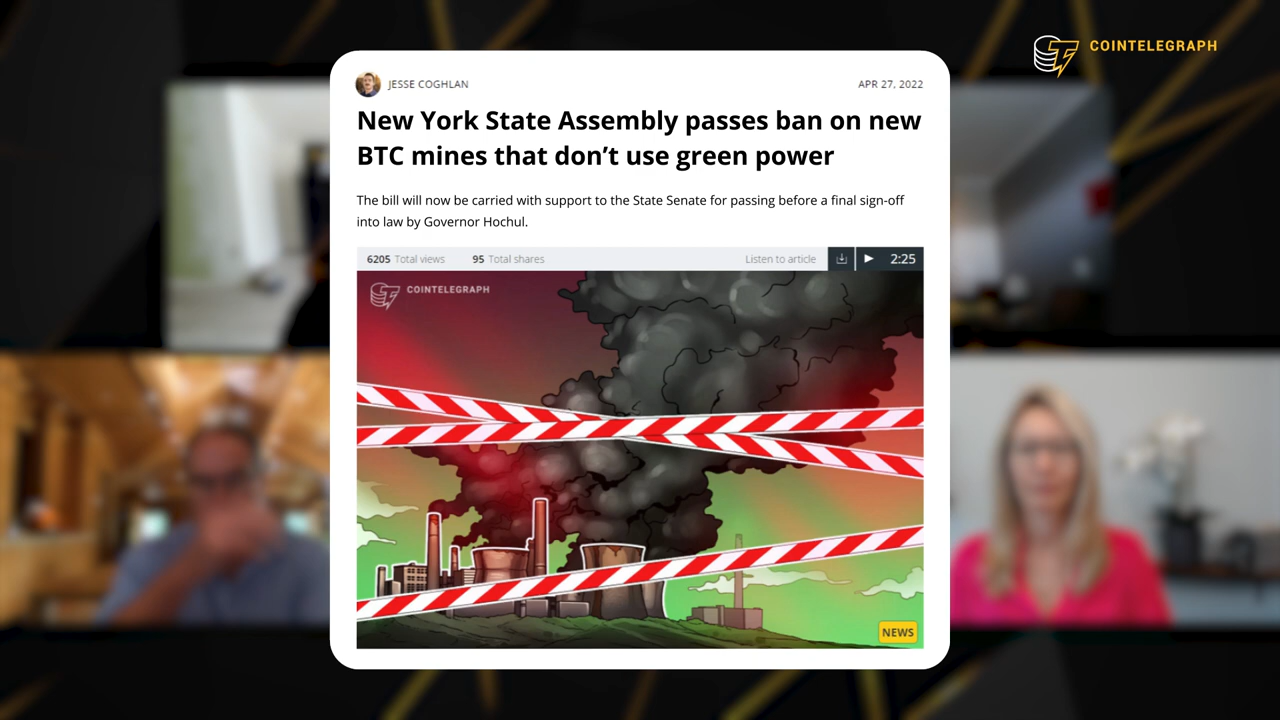 COINTELEGRAPH
JESSE COGHLAN
APR 27, 2022
New York State Assembly passes ban on new
BTC mines that don’t use green power
The bill will now be carried with support to the State Senate for passing before a final sign-off
into law by Governor Hochul.
6205 Total views 95 Total shares Listen to article 2:25
COINTELEGRAPH
NEWS